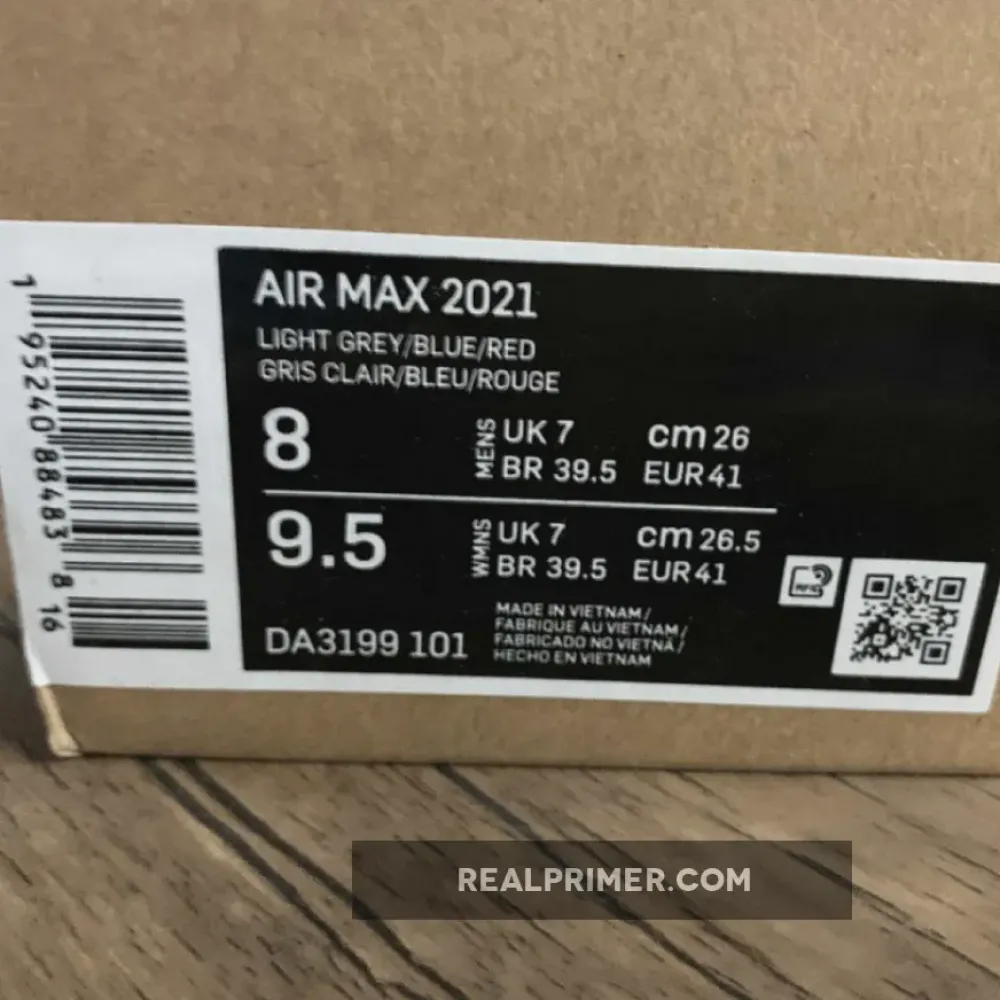 1 95240 88483 8 16
AIR MAX 2021
LIGHT GREY/BLUE/RED
GRIS CLAIR/BLEU/ROUGE
8
MENS
UK 7 cm 26
BR 39.5 EUR 41
9.5
WMNS
UK 7 cm 26.5
BR 39.5 EUR 41
DA3199 101
MADE IN VIETNAM/
FABRIQUE AU VIETNAM/
FABRICADO NO VIETNÃ/
HECHO EN VIETNAM
RFID
REALPRIMER.COM